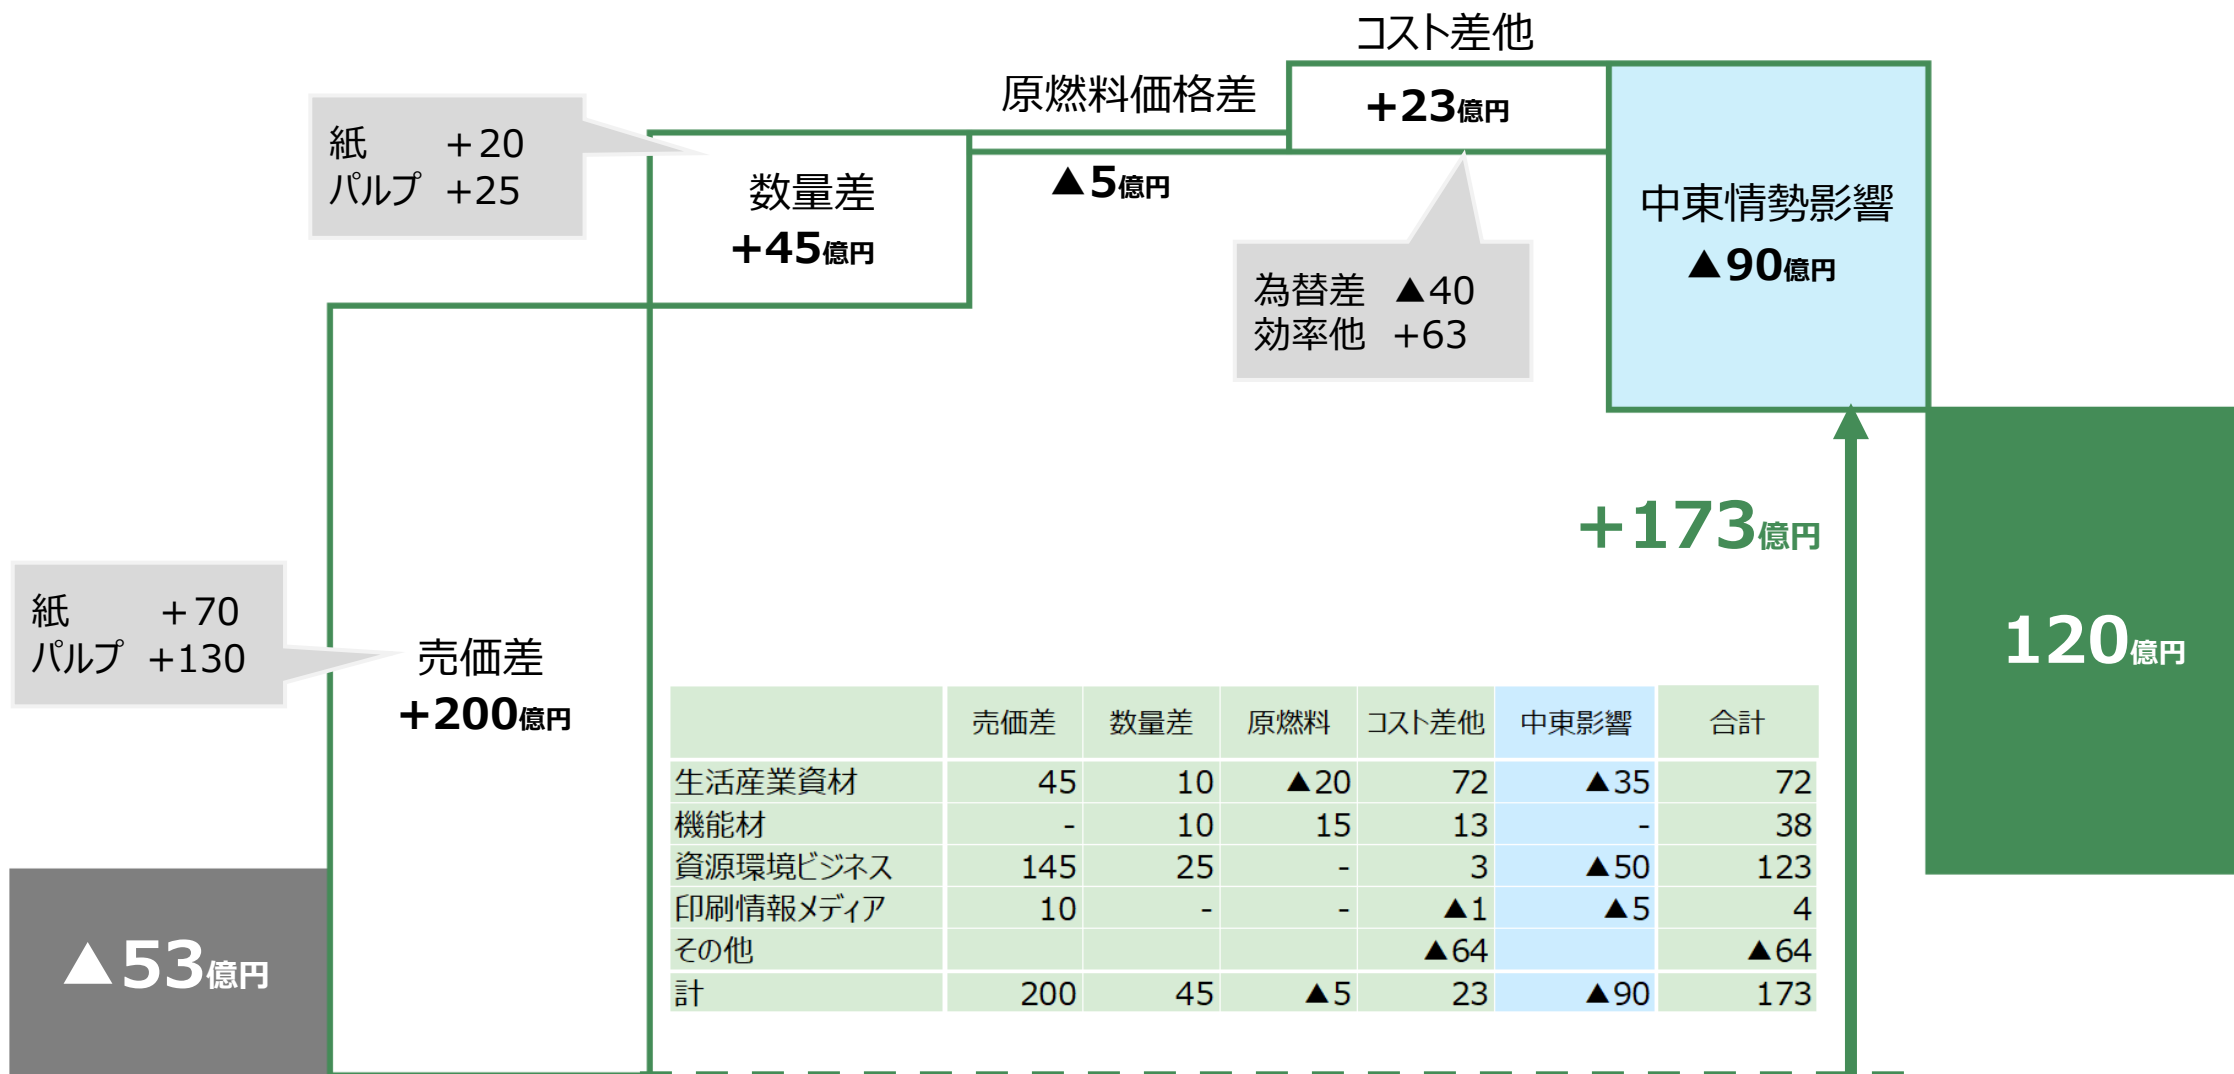 コスト差他
+23億円
原燃料価格差
▲5億円
紙 +20
パルプ +25
数量差
+45億円
為替差 ▲40
効率他 +63
中東情勢影響
▲90億円
+173億円
紙 +70
パルプ +130
売価差
+200億円
120億円
▲53億円
売価差 数量差 原燃料 コスト差他 中東影響 合計
生活産業資材 45 10 ▲20 72 ▲35 72
機能材 - 10 15 13 - 38
資源環境ビジネス 145 25 - 3 ▲50 123
印刷情報メディア 10 - - ▲1 ▲5 4
その他 ▲64 ▲64
計 200 45 ▲5 23 ▲90 173